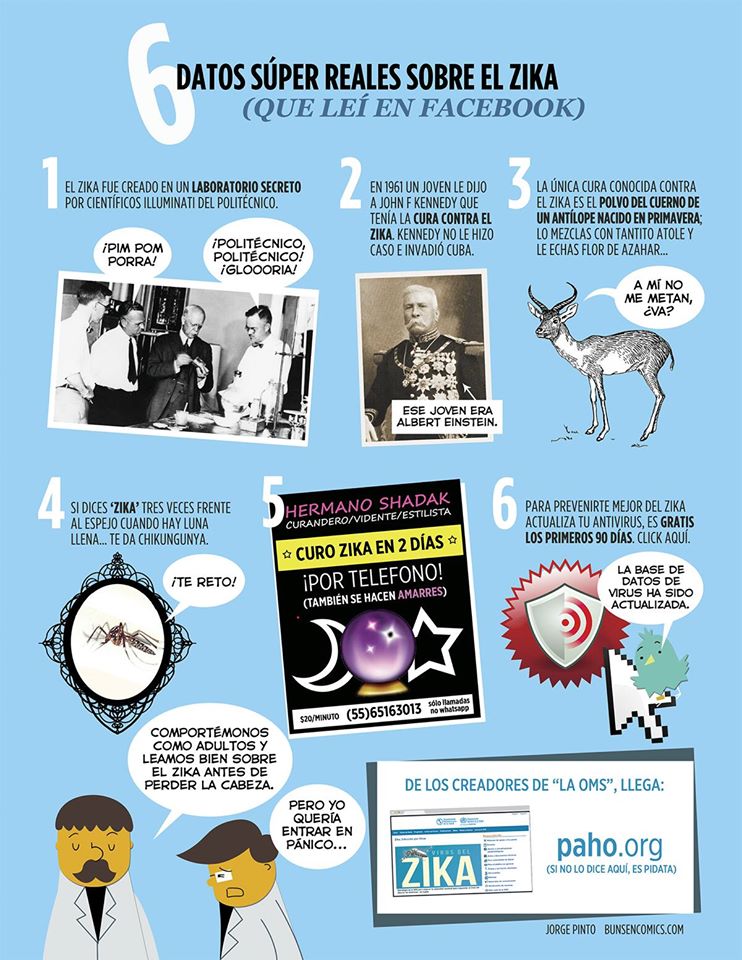 6
DATOS SÚPER REALES SOBRE EL ZIKA
(QUE LEÍ EN FACEBOOK)
1
EL ZIKA FUE CREADO EN UN LABORATORIO SECRETO
POR CIENTÍFICOS ILLUMINATI DEL POLITÉCNICO.
¡PIM POM
PORRA!
¡POLITÉCNICO,
POLITÉCNICO!
¡GLOOORIA!
2
EN 1961 UN JOVEN LE DIJO
A JOHN F KENNEDY QUE
TENÍA LA CURA CONTRA EL
ZIKA. KENNEDY NO LE HIZO
CASO E INVADIÓ CUBA.
ESE JOVEN ERA
ALBERT EINSTEIN.
3
LA ÚNICA CURA CONOCIDA CONTRA
EL ZIKA ES EL POLVO DEL CUERNO DE
UN ANTÍLOPE NACIDO EN PRIMAVERA;
LO MEZCLAS CON TANTITO ATOLE Y
LE ECHAS FLOR DE AZAHAR...
A MÍ NO
ME METAN,
¿VA?
4
SI DICES 'ZIKA' TRES VECES FRENTE
AL ESPEJO CUANDO HAY LUNA
LLENA... TE DA CHIKUNGUNYA.
¡TE RETO!
5
HERMANO SHADAK
CURANDERO/VIDENTE/ESTILISTA
CURO ZIKA EN 2 DÍAS
¡POR TELEFONO!
(TAMBIÉN SE HACEN AMARRES)
$20/MINUTO (55)65163013 sólo llamadas
no whatsapp
6
PARA PREVENIRTE MEJOR DEL ZIKA
ACTUALIZA TU ANTIVIRUS, ES GRATIS
LOS PRIMEROS 90 DÍAS. CLICK AQUÍ.
LA BASE DE
DATOS DE
VIRUS HA SIDO
ACTUALIZADA.
COMPORTÉMONOS
COMO ADULTOS Y
LEAMOS BIEN SOBRE
EL ZIKA ANTES DE
PERDER LA CABEZA.
PERO YO
QUERÍA
ENTRAR EN
PÁNICO...
DE LOS CREADORES DE "LA OMS", LLEGA:
VIRUS DEL
ZIKA
paho.org
(SI NO LO DICE AQUÍ, ES PIDATA)
JORGE PINTO BUNSENCOMICS.COM